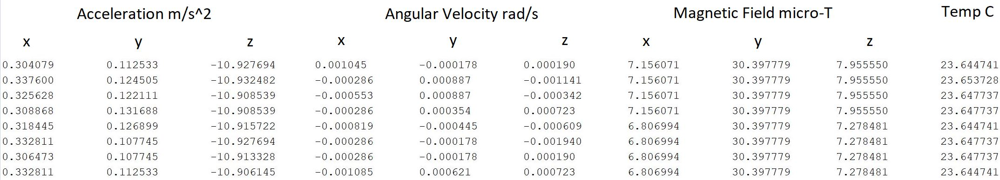 Acceleration m/s^2 Angular Velocity rad/s Magnetic Field micro-T Temp C
x y z x y z x y z
0.304079 0.112533 -10.927694 0.001045 -0.000178 0.000190 7.156071 30.397779 7.955550 23.644741
0.337600 0.124505 -10.932482 -0.000286 0.000887 -0.001141 7.156071 30.397779 7.955550 23.653728
0.325628 0.122111 -10.908539 -0.000553 0.000887 -0.000342 7.156071 30.397779 7.955550 23.647737
0.308868 0.131688 -10.908539 -0.000286 0.000354 0.000723 7.156071 30.397779 7.955550 23.647737
0.318445 0.126899 -10.915722 -0.000819 -0.000445 -0.000609 6.806994 30.397779 7.278481 23.644741
0.332811 0.107745 -10.927694 -0.000286 -0.000178 -0.001940 6.806994 30.397779 7.278481 23.647737
0.306473 0.107745 -10.913328 -0.000286 -0.000178 0.000190 6.806994 30.397779 7.278481 23.647737
0.332811 0.112533 -10.906145 -0.001085 0.000621 0.000723 6.806994 30.397779 7.278481 23.644741